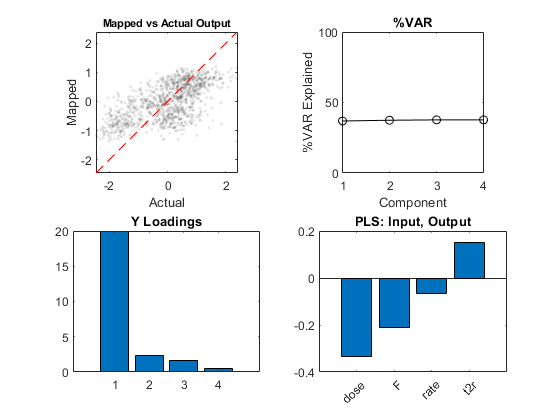 Mapped vs Actual Output
2
1
0
-1
-2
Mapped
-2
0
2
Actual
%VAR
100
50
0
%VAR Explained
1
2
3
4
Component
Y Loadings
20
15
10
5
0
1
2
3
4
PLS: Input, Output
0.2
0
-0.2
-0.4
dose
F
rate
t2r